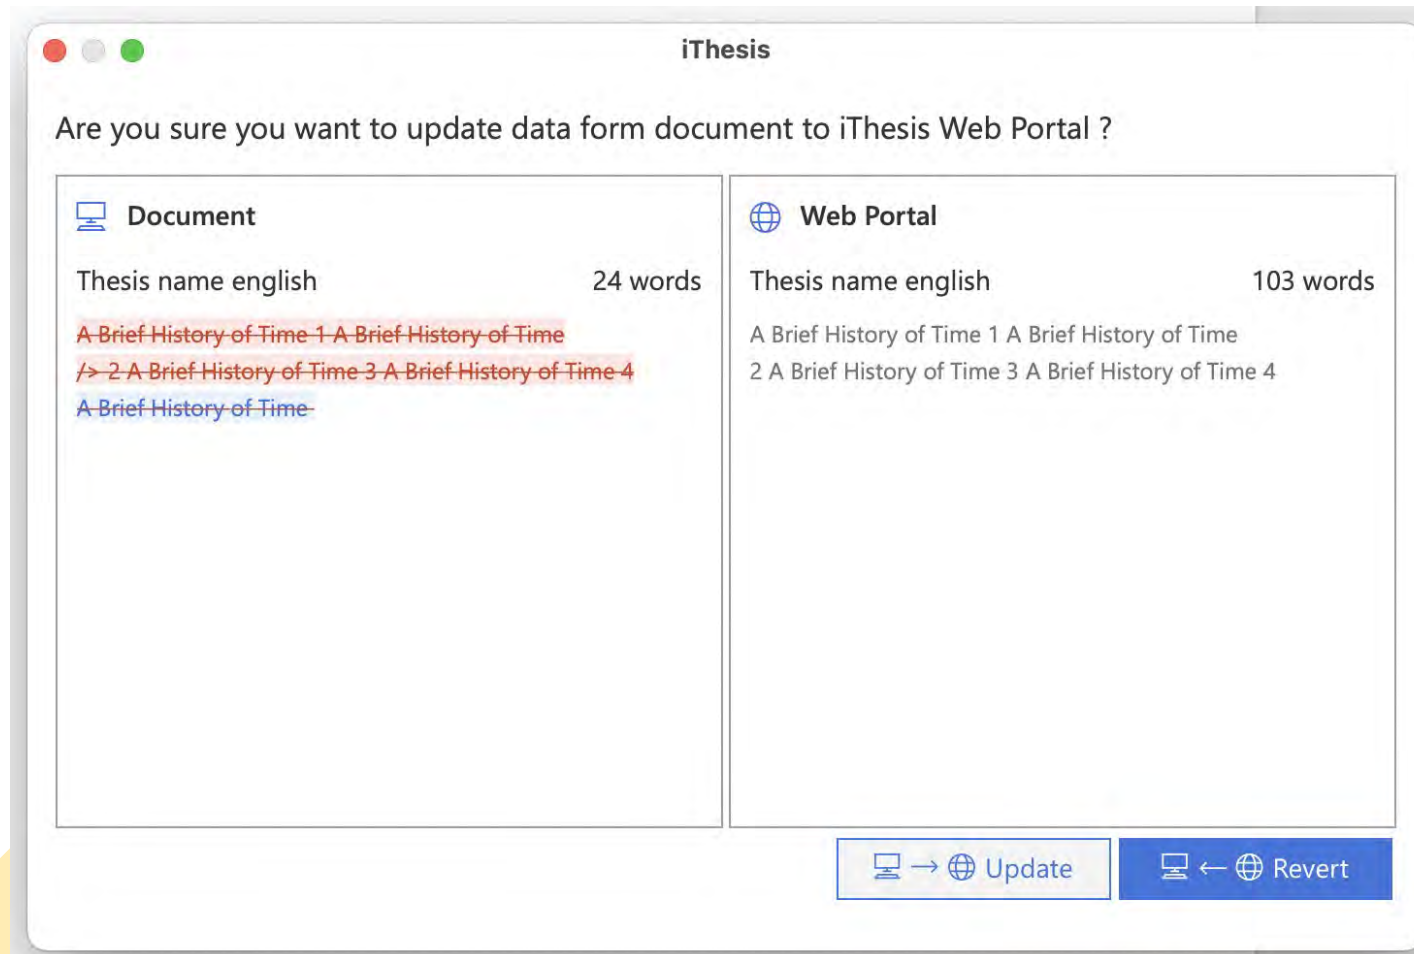 iThesis
Are you sure you want to update data form document to iThesis Web Portal ?
Document
Thesis name english 24 words
A Brief History of Time 1 A Brief History of Time
/> 2 A Brief History of Time 3 A Brief History of Time 4
A Brief History of Time
Web Portal
Thesis name english 103 words
A Brief History of Time 1 A Brief History of Time
2 A Brief History of Time 3 A Brief History of Time 4
Update
Revert